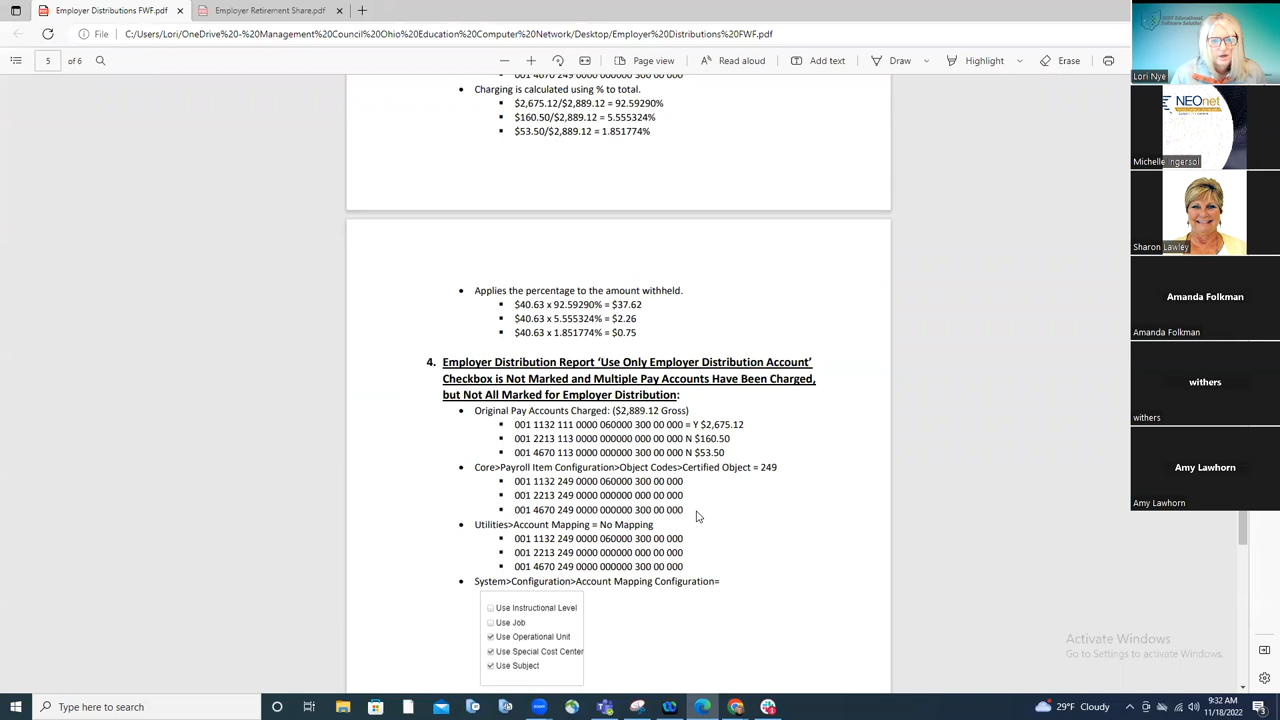 Employer Distributions FWF.pdf
Employer Retirement Share.pdf
File
C:/Users/Lori/OneDrive%20-%20Management%20Council%20Ohio%20Education%20Computer%20Network/Desktop/Employer%20Distributions%20FWF.pdf
5 of 6
Page view
Read aloud
Add text
Draw
Highlight
Erase
001 4670 249 0000 000000 300 00 000
Charging is calculated using % to total.
$2,675.12/$2,889.12 = 92.59290%
$160.50/$2,889.12 = 5.555324%
$53.50/$2,889.12 = 1.851774%
Applies the percentage to the amount withheld.
$40.63 x 92.59290% = $37.62
$40.63 x 5.555324% = $2.26
$40.63 x 1.851774% = $0.75
4. Employer Distribution Report ‘Use Only Employer Distribution Account’
Checkbox is Not Marked and Multiple Pay Accounts Have Been Charged,
but Not All Marked for Employer Distribution:
Original Pay Accounts Charged: ($2,889.12 Gross)
001 1132 111 0000 060000 300 00 000 = Y $2,675.12
001 2213 113 0000 000000 000 00 000 N $160.50
001 4670 113 0000 000000 300 00 000 N $53.50
Core>Payroll Item Configuration>Object Codes>Certified Object = 249
001 1132 249 0000 060000 300 00 000
001 2213 249 0000 000000 000 00 000
001 4670 249 0000 000000 300 00 000
Utilities>Account Mapping = No Mapping
001 1132 249 0000 060000 300 00 000
001 2213 249 0000 000000 000 00 000
001 4670 249 0000 000000 300 00 000
System>Configuration>Account Mapping Configuration=
Use Instructional Level
Use Job
Use Operational Unit
Use Special Cost Center
Use Subject
Lori Nye
NEOnet
Michelle Ingersol
Sharon Lawley
Amanda Folkman
Amanda Folkman
withers
withers
Amy Lawhorn
Amy Lawhorn
Activate Windows
Go to Settings to activate Windows.
Type here to search
29°F Cloudy
9:32 AM
11/18/2022